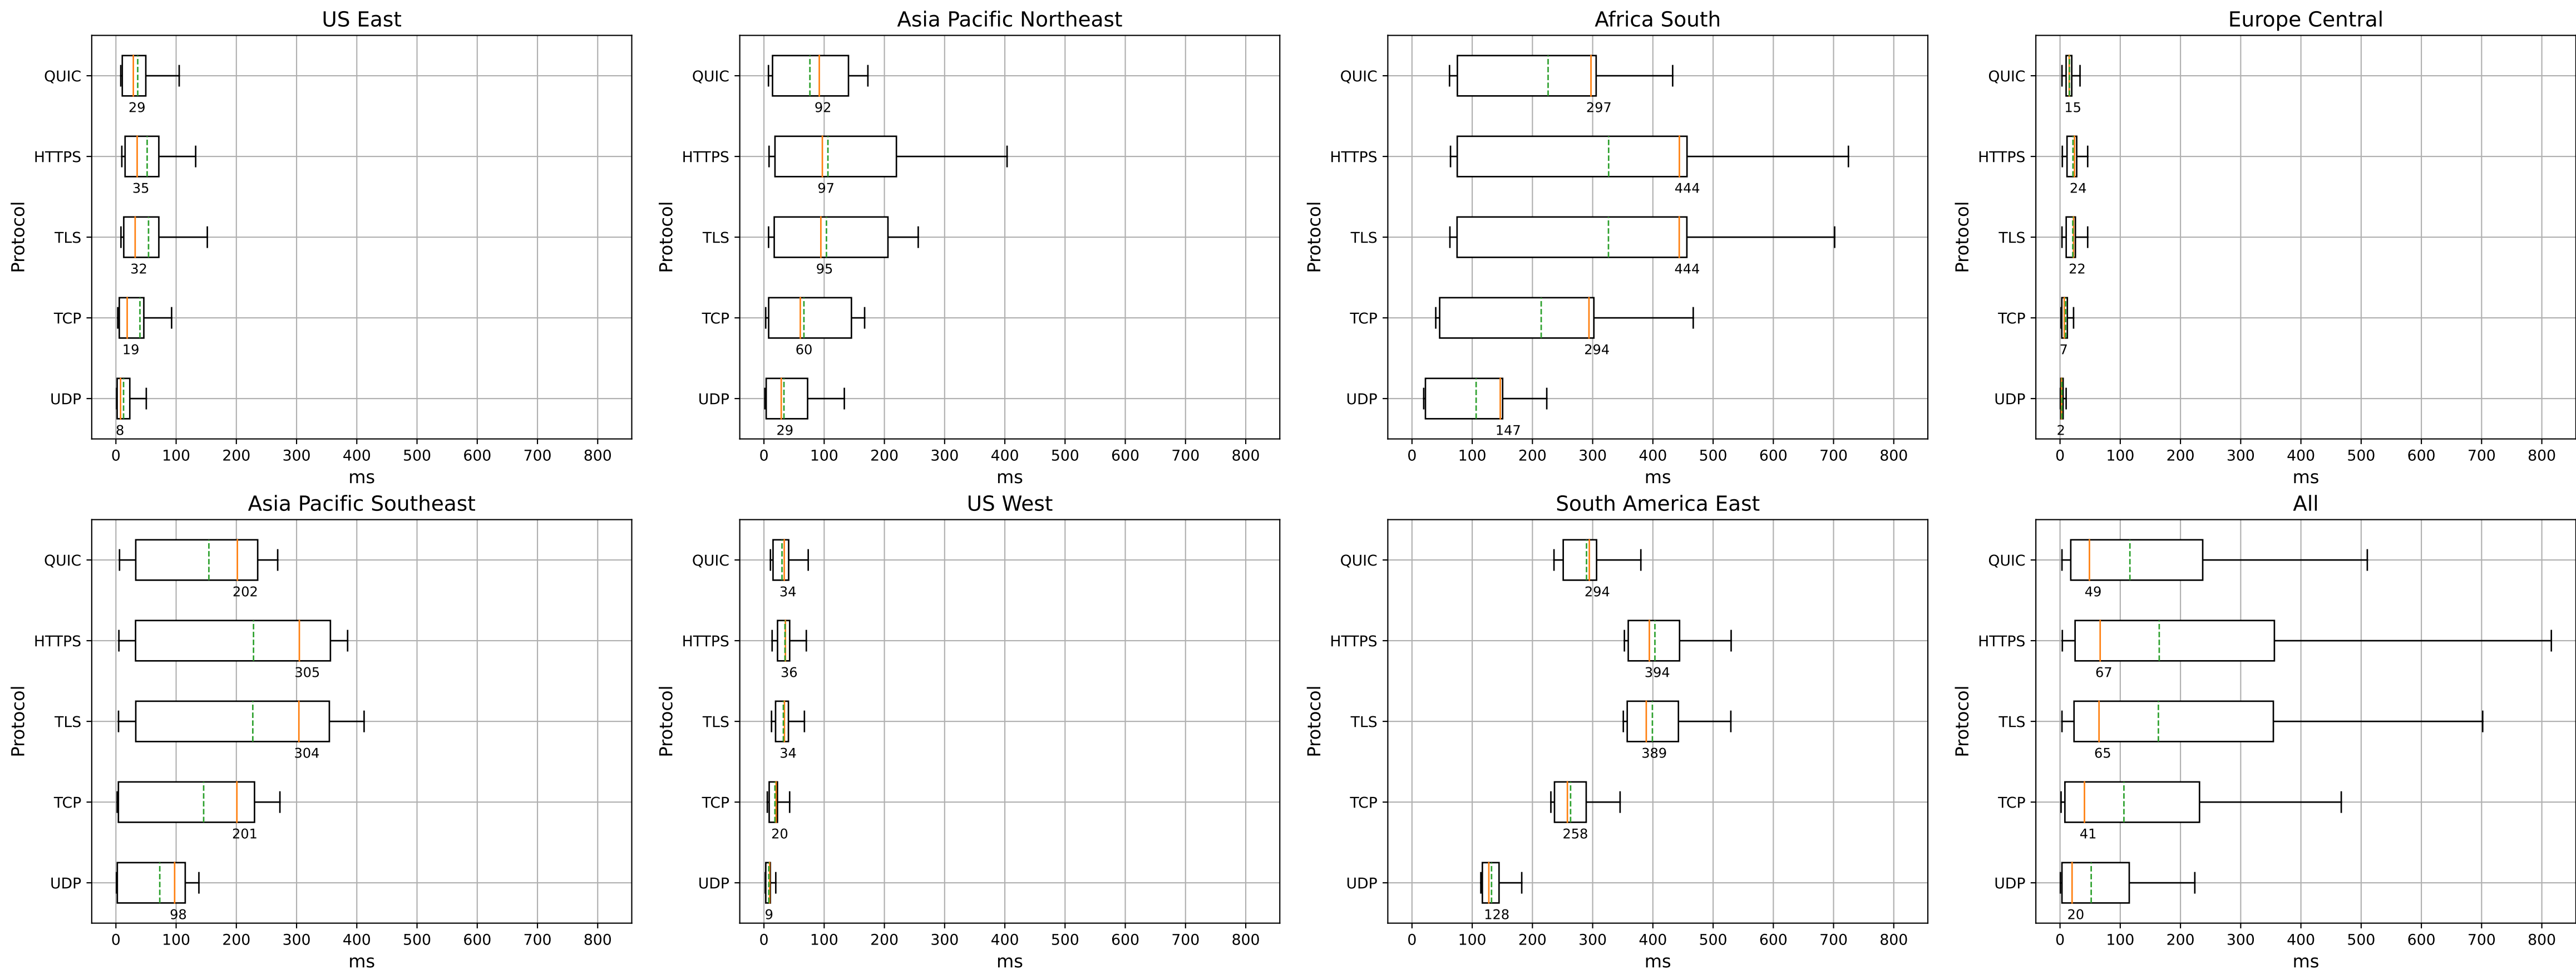 US East
Protocol
QUIC
29
HTTPS
35
TLS
32
TCP
19
UDP
8
0 100 200 300 400 500 600 700 800
ms
Asia Pacific Northeast
Protocol
QUIC
92
HTTPS
97
TLS
95
TCP
60
UDP
29
0 100 200 300 400 500 600 700 800
ms
Africa South
Protocol
QUIC
297
HTTPS
444
TLS
444
TCP
294
UDP
147
0 100 200 300 400 500 600 700 800
ms
Europe Central
Protocol
QUIC
15
HTTPS
24
TLS
22
TCP
7
UDP
2
0 100 200 300 400 500 600 700 800
ms
Asia Pacific Southeast
Protocol
QUIC
202
HTTPS
305
TLS
304
TCP
201
UDP
98
0 100 200 300 400 500 600 700 800
ms
US West
Protocol
QUIC
34
HTTPS
36
TLS
34
TCP
20
UDP
9
0 100 200 300 400 500 600 700 800
ms
South America East
Protocol
QUIC
294
HTTPS
394
TLS
389
TCP
258
UDP
128
0 100 200 300 400 500 600 700 800
ms
All
Protocol
QUIC
49
HTTPS
67
TLS
65
TCP
41
UDP
20
0 100 200 300 400 500 600 700 800
ms